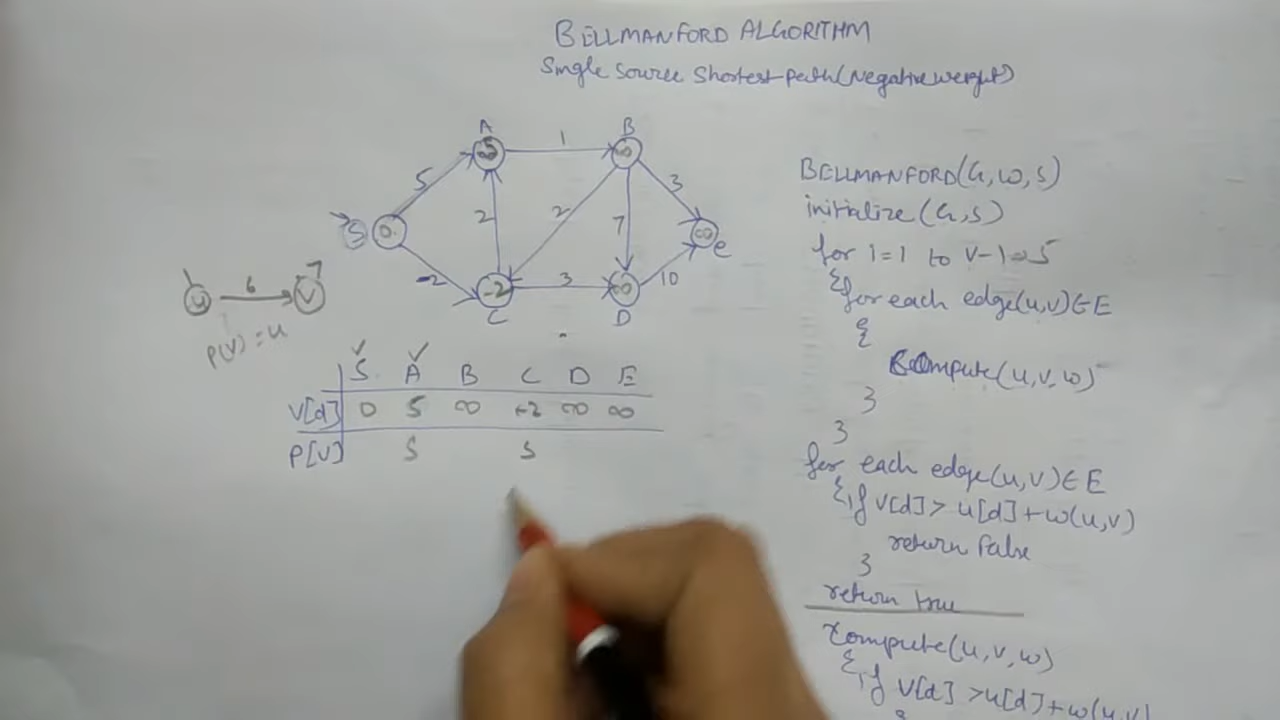 BELLMANFORD ALGORITHM
Single Source Shortest path (Negative weight)
A
1
B
5
2
2
7
3
S
0
∞
e
-2
-2
3
∞
10
C
D
u
6
v
7
P(V) = u
S A B C D E
V[d] 0 5 ∞ -2 ∞ ∞
P[V] S S
BELLMANFORD(G, W, S)
initialize (G, S)
for i=1 to V-1 → 5
{ for each edge(u,v) ∈ E
{
Compute(u, v, w)
}
}
for each edge(u,v) ∈ E
{ if v[d] > u[d] + w(u,v)
return false
}
return true
Compute(u, v, w)
{ if v[d] > u[d] + w(u,v)